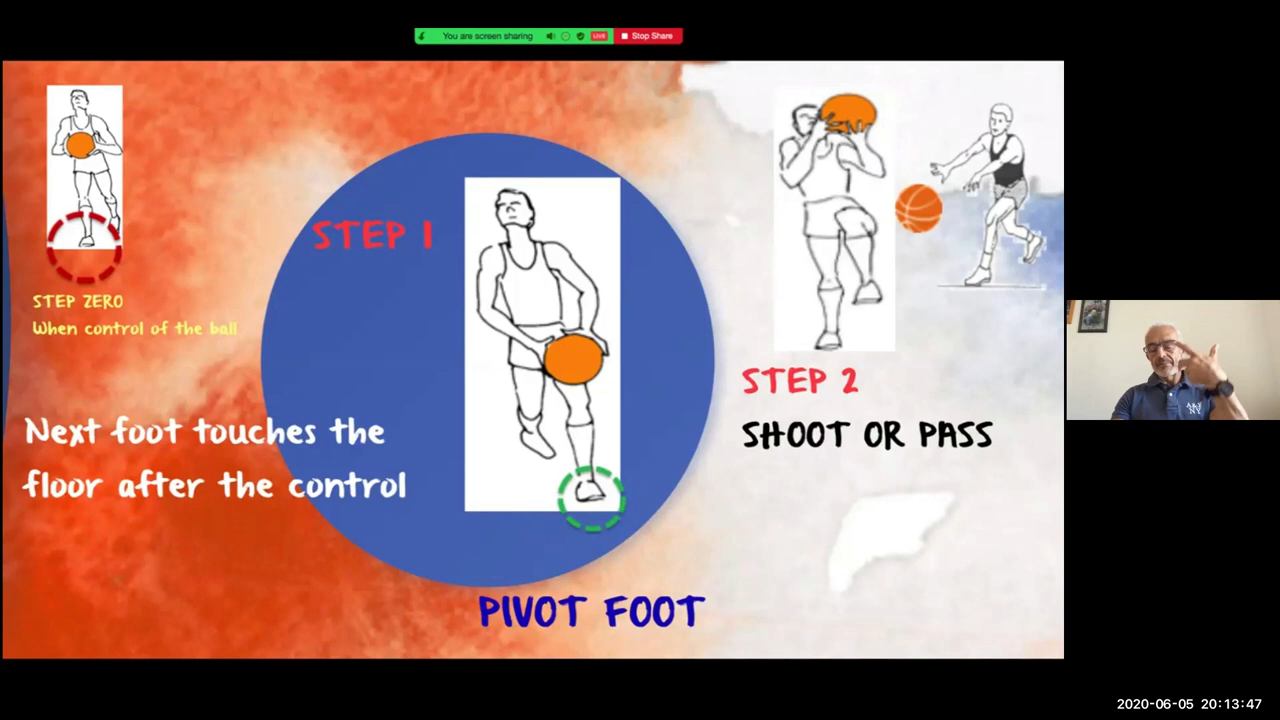 You are screen sharing
LIVE
Stop Share
STEP ZERO
When control of the ball
STEP 1
Next foot touches the
floor after the control
PIVOT FOOT
STEP 2
SHOOT OR PASS
2020-06-05 20:13:47